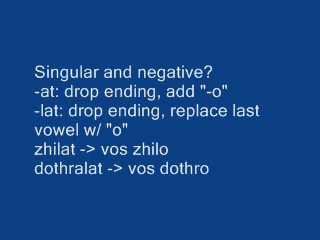 Singular and negative?
-at: drop ending, add "-o"
-lat: drop ending, replace last
vowel w/ "o"
zhilat -> vos zhilo
dothralat -> vos dothro